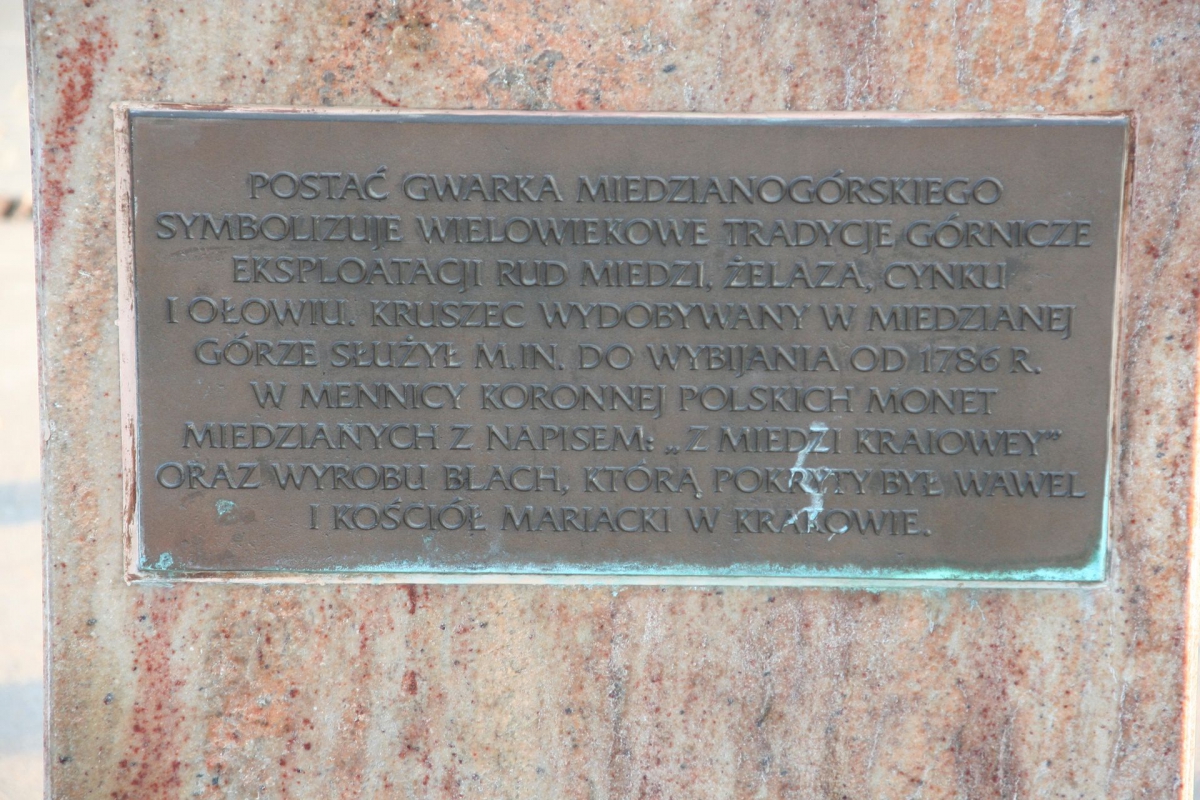 POSTAĆ GWARKA MIEDZIANOGÓRSKIEGO
SYMBOLIZUJE WIELOWIEKOWE TRADYCJE GÓRNICZE
EKSPLOATACJI RUD MIEDZI, ŻELAZA, CYNKU
I OŁOWIU. KRUSZEC WYDOBYWANY W MIEDZIANEJ
GÓRZE SŁUŻYŁ M.IN. DO WYBIJANIA OD 1786 R.
W MENNICY KORONNEJ POLSKICH MONET
MIEDZIANYCH Z NAPISEM: „Z MIEDZI KRAIOWEY”
ORAZ WYROBU BLACH, KTÓRĄ POKRYTY BYŁ WAWEL
I KOŚCIÓŁ MARIACKI W KRAKOWIE.